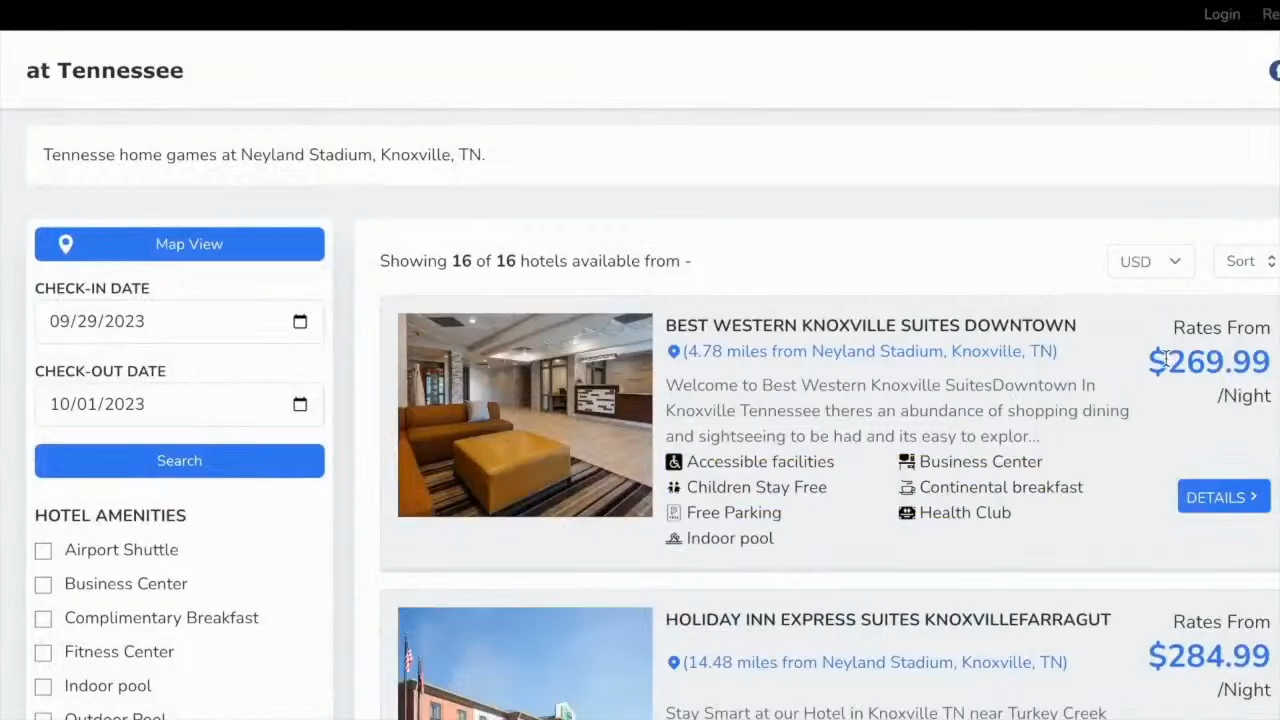 Login
at Tennessee
Tennesse home games at Neyland Stadium, Knoxville, TN.
Map View
CHECK-IN DATE
09/29/2023
CHECK-OUT DATE
10/01/2023
Search
HOTEL AMENITIES
Airport Shuttle
Business Center
Complimentary Breakfast
Fitness Center
Indoor pool
Outdoor Pool
Showing 16 of 16 hotels available from -
USD
Sort
BEST WESTERN KNOXVILLE SUITES DOWNTOWN
(4.78 miles from Neyland Stadium, Knoxville, TN)
Welcome to Best Western Knoxville SuitesDowntown In
Knoxville Tennessee theres an abundance of shopping dining
and sightseeing to be had and its easy to explor...
Accessible facilities
Business Center
Children Stay Free
Continental breakfast
Free Parking
Health Club
Indoor pool
Rates From
$269.99
/Night
DETAILS
HOLIDAY INN EXPRESS SUITES KNOXVILLEFARRAGUT
(14.48 miles from Neyland Stadium, Knoxville, TN)
Stay Smart at our Hotel in Knoxville TN near Turkey Creek
Rates From
$284.99
/Night